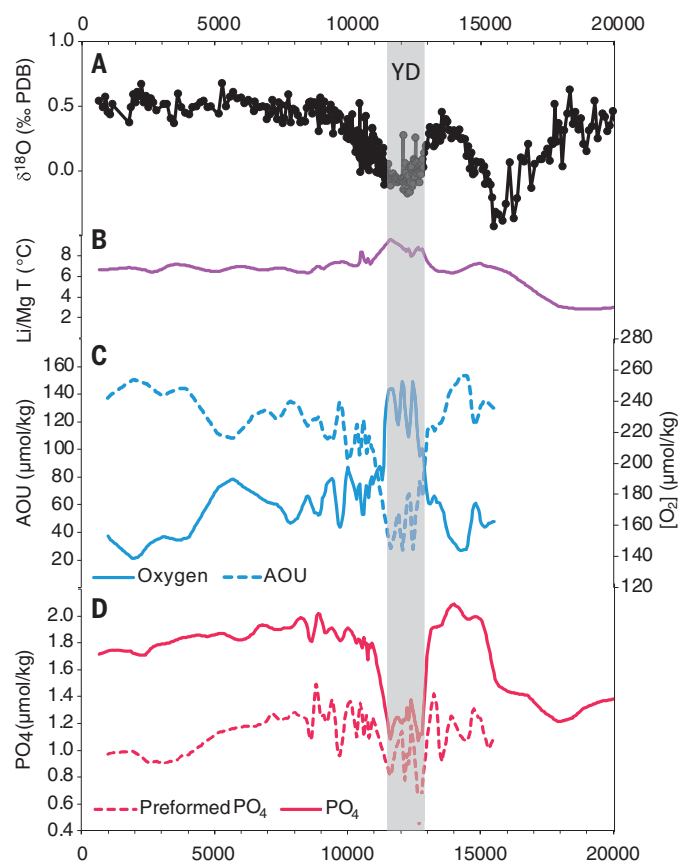 0 5000 10000 15000 20000
A
YD
1.0
0.5
0.0
δ¹⁸O (‰ PDB)
B
8
6
4
2
Li/Mg T (°C)
C
160
140
120
100
80
60
40
20
AOU (µmol/kg)
280
260
240
220
200
180
160
140
120
[O₂] (µmol/kg)
Oxygen AOU
D
2.0
1.8
1.6
1.4
1.2
1.0
0.8
0.6
0.4
PO4(µmol/kg)
Preformed PO₄ PO₄
0 5000 10000 15000 20000